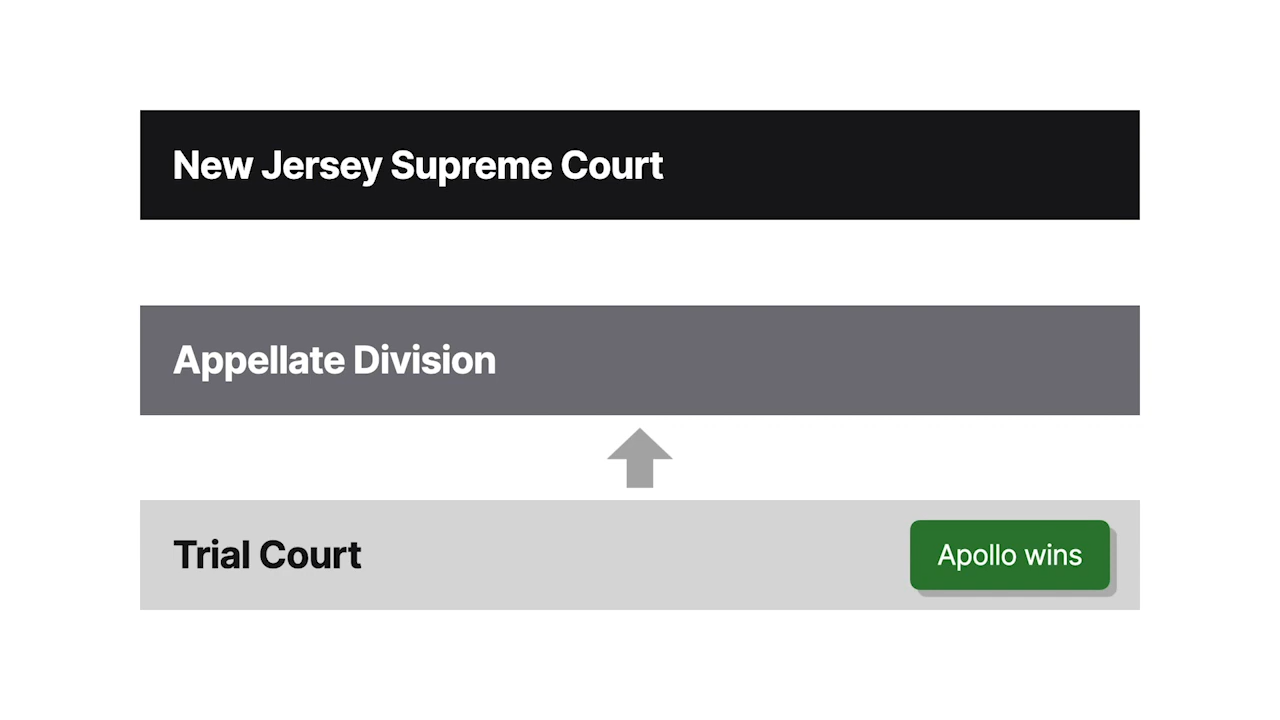 New Jersey Supreme Court
Appellate Division
Trial Court
Apollo wins